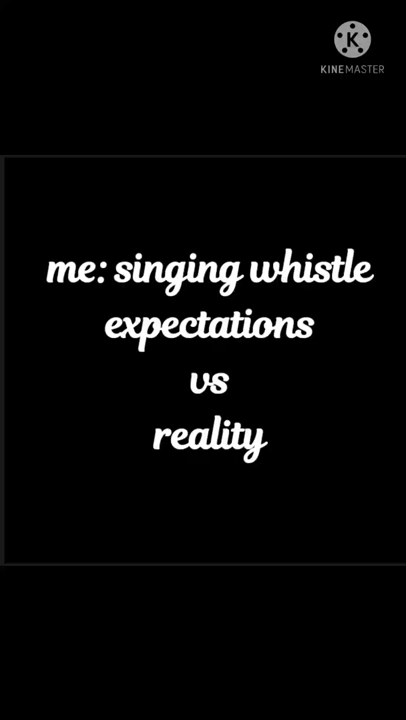 KINEMASTER
me: singing whistle
expectations
vs
reality